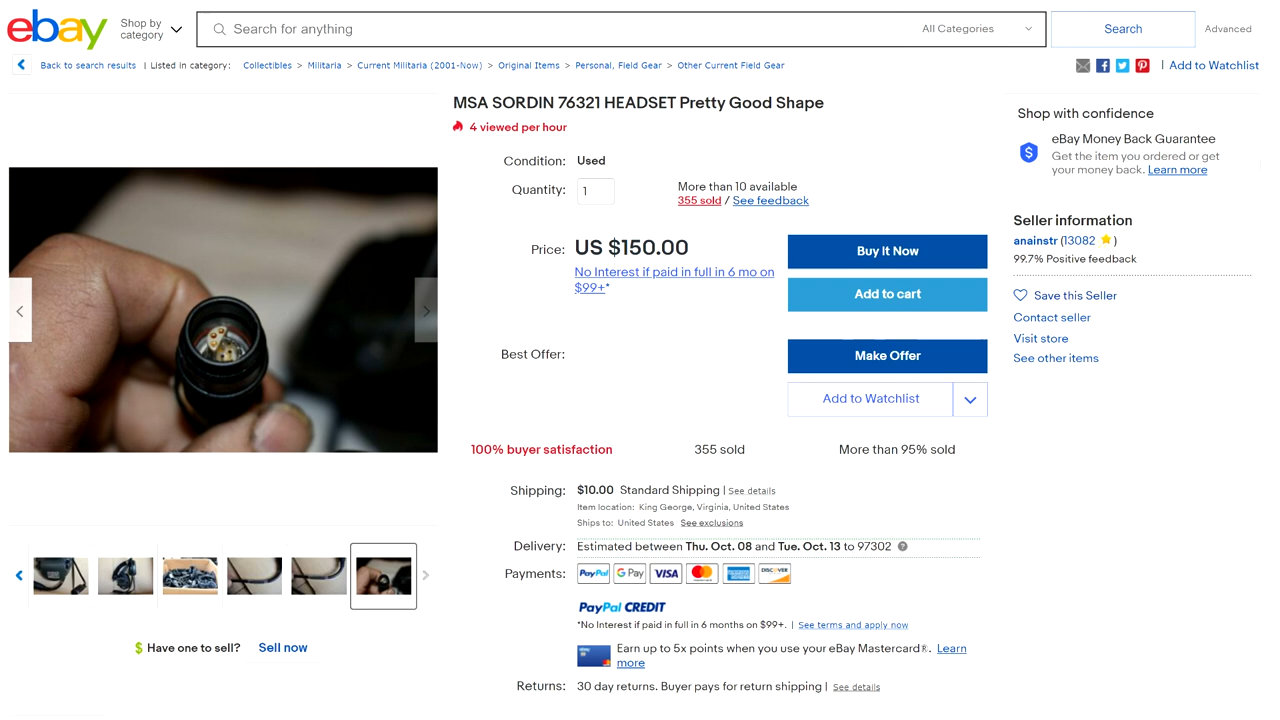 ebay
Shop by
category
Search for anything
All Categories
Search
Advanced
Back to search results | Listed in category: Collectibles > Militaria > Current Militaria (2001-Now) > Original Items > Personal, Field Gear > Other Current Field Gear
| Add to Watchlist
MSA SORDIN 76321 HEADSET Pretty Good Shape
4 viewed per hour
Condition: Used
Quantity: 1
More than 10 available
355 sold / See feedback
Price: US $150.00
No Interest if paid in full in 6 mo on
$99+*
Buy It Now
Add to cart
Best Offer:
Make Offer
Add to Watchlist
100% buyer satisfaction
355 sold
More than 95% sold
Shipping: $10.00 Standard Shipping | See details
Item location: King George, Virginia, United States
Ships to: United States See exclusions
Delivery: Estimated between Thu. Oct. 08 and Tue. Oct. 13 to 97302
Payments: PayPal G Pay VISA DISCOVER
PayPal CREDIT
*No Interest if paid in full in 6 months on $99+. | See terms and apply now
Earn up to 5x points when you use your eBay Mastercard®. Learn
more
Returns: 30 day returns. Buyer pays for return shipping | See details
Have one to sell? Sell now
Shop with confidence
eBay Money Back Guarantee
Get the item you ordered or get
your money back. Learn more
Seller information
anainstr (13082)
99.7% Positive feedback
Save this Seller
Contact seller
Visit store
See other items